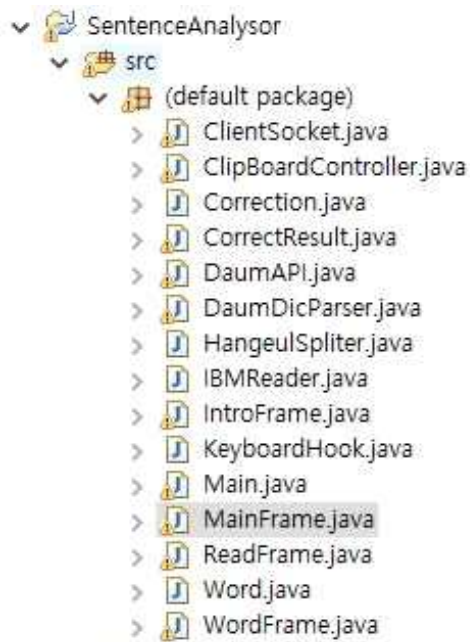 SentenceAnalysor
src
(default package)
ClientSocket.java
ClipBoardController.java
Correction.java
CorrectResult.java
DaumAPI.java
DaumDicParser.java
HangeulSpliter.java
IBMReader.java
IntroFrame.java
KeyboardHook.java
Main.java
MainFrame.java
ReadFrame.java
Word.java
WordFrame.java